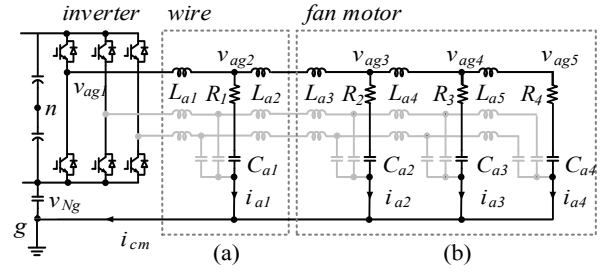 inverter wire fan motor
v_ag1 v_ag2 v_ag3 v_ag4 v_ag5
L_a1 R_1 L_a2 L_a3 R_2 L_a4 R_3 L_a5 R_4
n
C_a1 C_a2 C_a3 C_a4
v_Ng i_a1 i_a2 i_a3 i_a4
g i_cm
(a) (b)